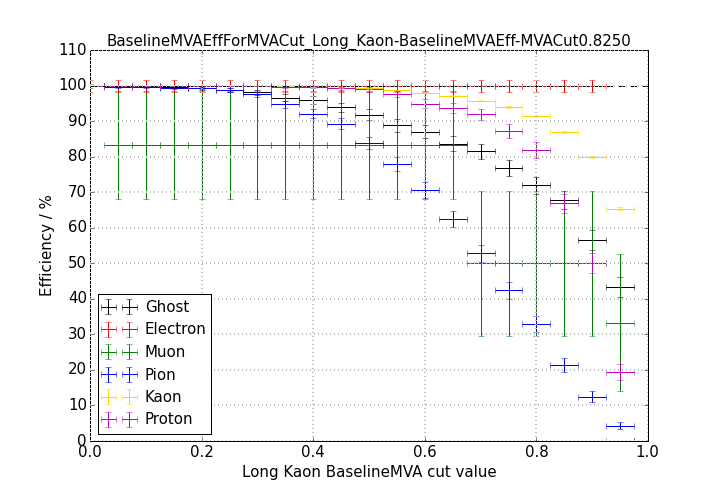 BaselineMVAEffForMVACut_Long_Kaon-BaselineMVAEff-MVACut0.8250
110
100
90
80
70
60
50
40
30
20
10
0
Efficiency / %
Ghost
Electron
Muon
Pion
Kaon
Proton
0.0 0.2 0.4 0.6 0.8 1.0
Long Kaon BaselineMVA cut value